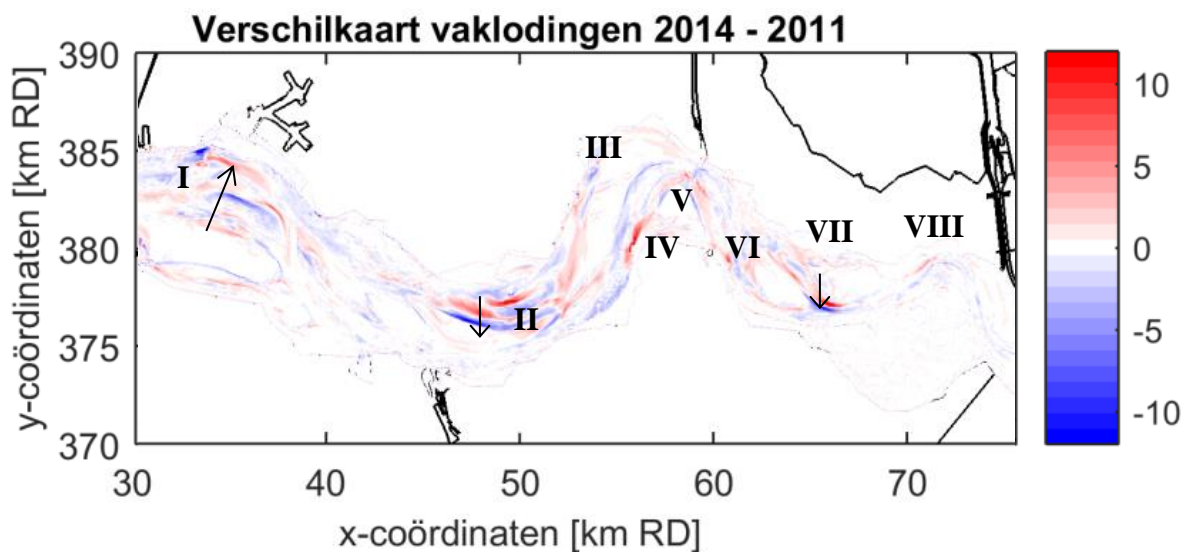 Verschilkaart vaklodingen 2014 - 2011
y-coördinaten [km RD]
390
385
380
375
370
I
II
III
IV
V
VI
VII
VIII
30
40
50
60
70
x-coördinaten [km RD]
10
5
0
-5
-10